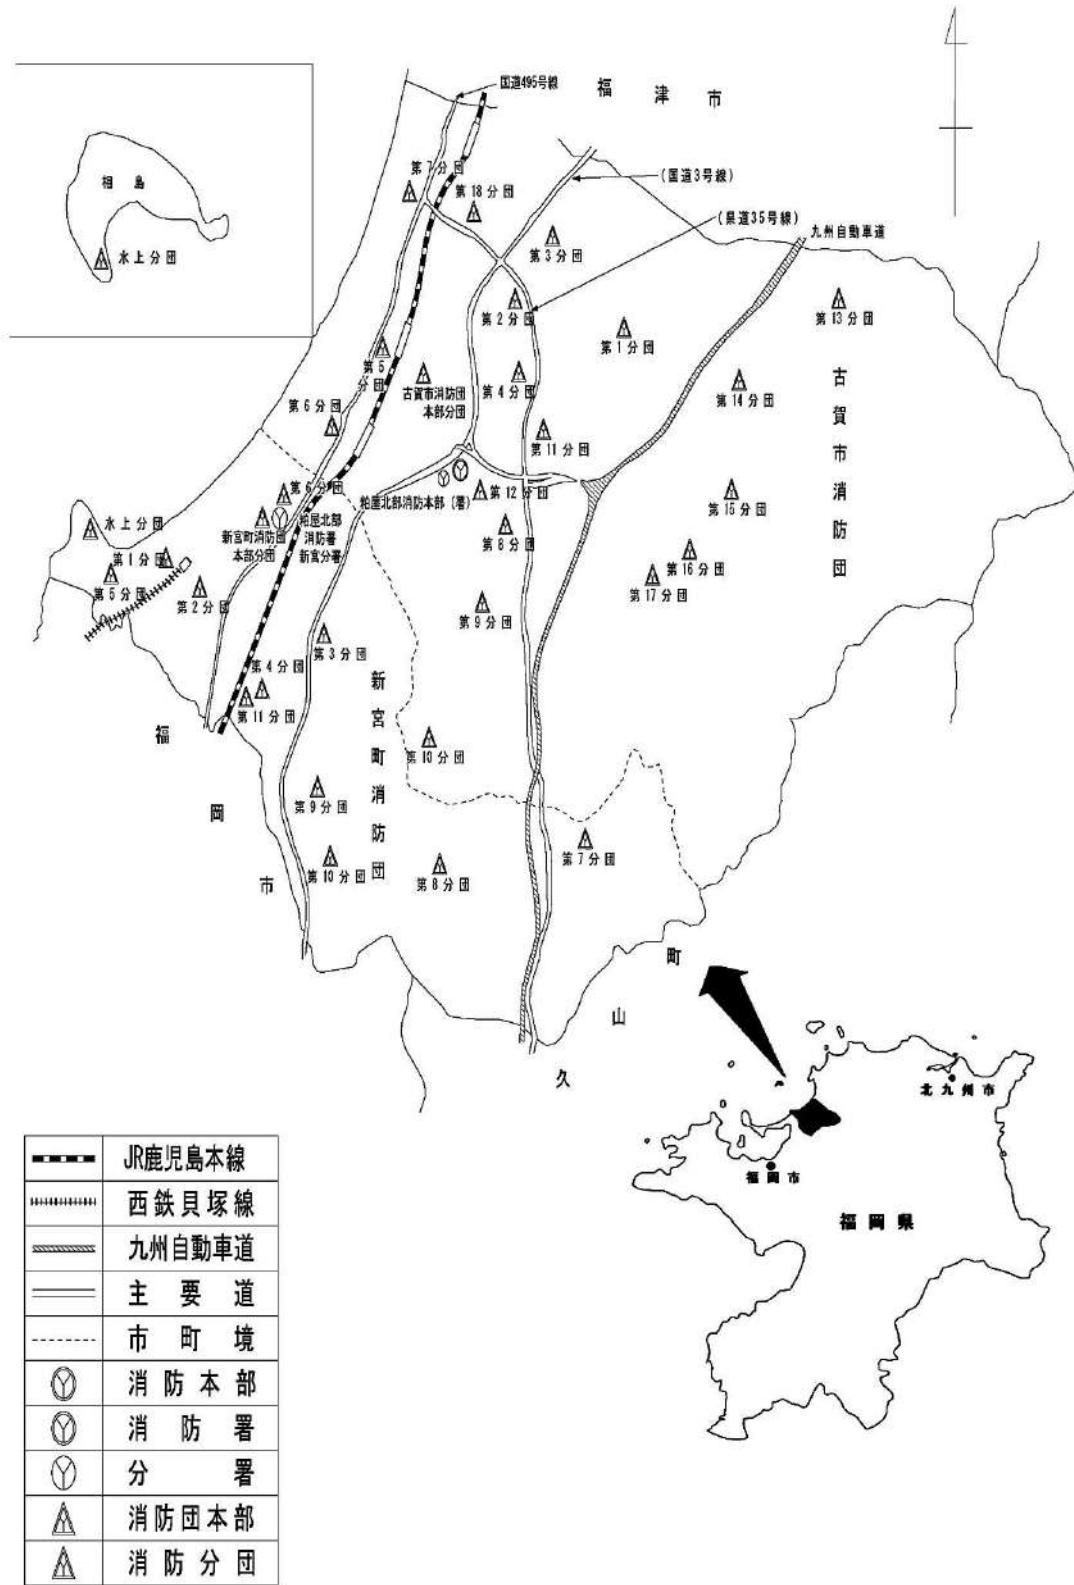 国道495号線
福津市
第7分団
第18分団
(国道3号線)
(県道35号線)
九州自動車道
相島
水上分団
第3分団
第2分団
第1分団
第13分団
第5
分団
古賀市消防団
本部分団
第4分団
第14分団
古賀市消防団
第6分団
第11分団
第6分団
粕屋北部消防本部(署)
第12分団
第15分団
水上分団
新宮町消防団
本部分団
粕屋北部
消防署
新宮分署
第8分団
第1分団
第5分団
第2分団
第16分団
第17分団
第9分団
第3分団
第4分団
第11分団
新宮町消防団
福岡市
第10分団
第9分団
第10分団
第8分団
第7分団
久山町
北九州市
福岡市
福岡県
JR鹿児島本線
西鉄貝塚線
九州自動車道
主要道
市町境
消防本部
消防署
分署
消防団本部
消防分団